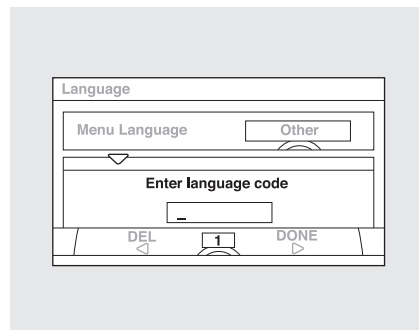 Language
Menu Language Other
Enter language code
_
DEL 1 DONE